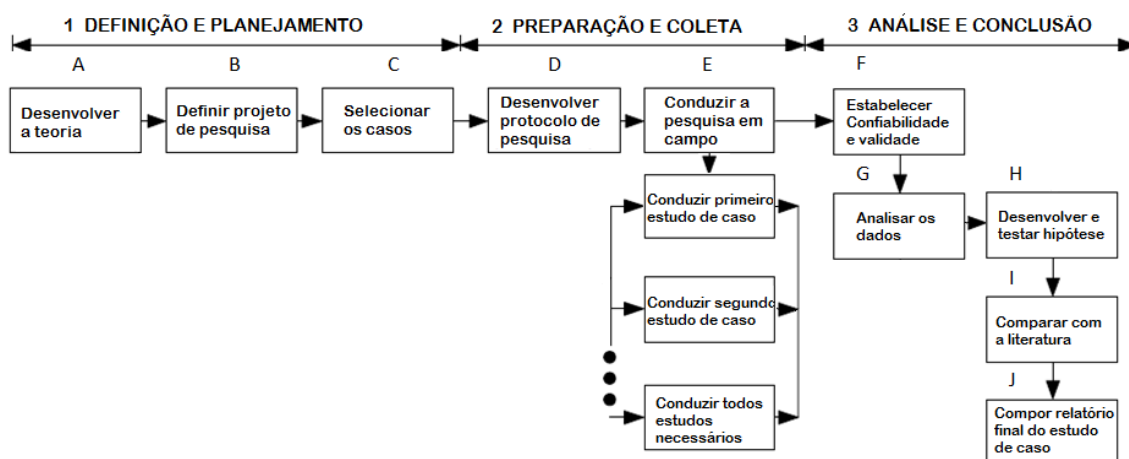 1 DEFINIÇÃO E PLANEJAMENTO
2 PREPARAÇÃO E COLETA
3 ANÁLISE E CONCLUSÃO
A
B
C
D
E
F
Desenvolver
a teoria
Definir projeto
de pesquisa
Selecionar
os casos
Desenvolver
protocolo de
pesquisa
Conduzir a
pesquisa em
campo
Estabelecer
Confiabilidade
e validade
Conduzir primeiro
estudo de caso
Conduzir segundo
estudo de caso
Conduzir todos
estudos
necessários
G
Analisar os
dados
H
Desenvolver e
testar hipótese
I
Comparar com
a literatura
J
Compor relatório
final do estudo
de caso